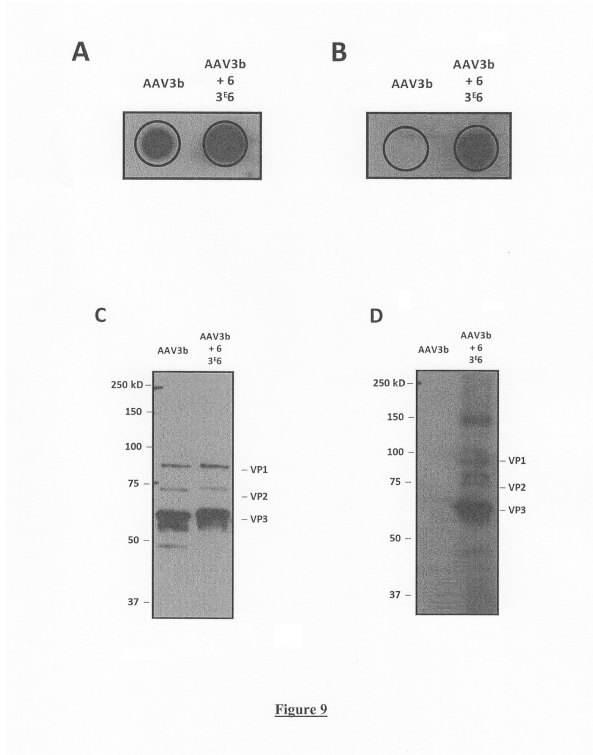 A
AAV3b
AAV3b
+ 6
3ᴱ6
B
AAV3b
AAV3b
+ 6
3ᴱ6
C
AAV3b
AAV3b
+ 6
3ᴱ6
250 kD –
150 –
100 –
75 –
50 –
37 –
– VP1
– VP2
– VP3
D
AAV3b
AAV3b
+ 6
3ᴱ6
250 kD –
150 –
100 –
75 –
50 –
37 –
– VP1
– VP2
– VP3
Figure 9